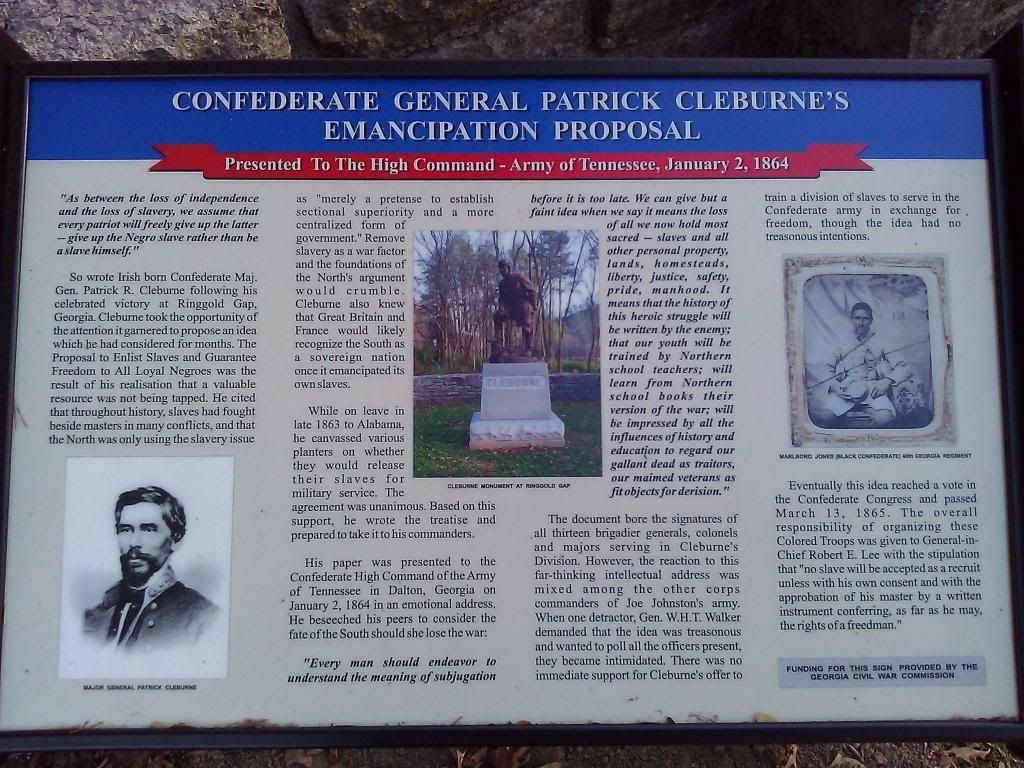 CONFEDERATE GENERAL PATRICK CLEBURNE'S
EMANCIPATION PROPOSAL
Presented To The High Command - Army of Tennessee, January 2, 1864
"As between the loss of independence
and the loss of slavery, we assume that
every patriot will freely give up the latter
– give up the Negro slave rather than be
a slave himself."
So wrote Irish born Confederate Maj.
Gen. Patrick R. Cleburne following his
celebrated victory at Ringgold Gap,
Georgia. Cleburne took the opportunity of
the attention it garnered to propose an idea
which he had considered for months. The
Proposal to Enlist Slaves and Guarantee
Freedom to All Loyal Negroes was the
result of his realisation that a valuable
resource was not being tapped. He cited
that throughout history, slaves had fought
beside masters in many conflicts, and that
the North was only using the slavery issue
MAJOR GENERAL PATRICK CLEBURNE
as "merely a pretense to establish
sectional superiority and a more
centralized form of
government." Remove
slavery as a war factor
and the foundations of
the North's argument
would crumble.
Cleburne also knew
that Great Britain and
France would likely
recognize the South as
a sovereign nation
once it emancipated its
own slaves.
While on leave in
late 1863 to Alabama,
he canvassed various
planters on whether
they would release
their slaves for
military service. The
agreement was unanimous. Based on this
support, he wrote the treatise and
prepared to take it to his commanders.
His paper was presented to the
Confederate High Command of the Army
of Tennessee in Dalton, Georgia on
January 2, 1864 in an emotional address.
He beseeched his peers to consider the
fate of the South should she lose the war:
"Every man should endeavor to
understand the meaning of subjugation
CLEBURNE
CLEBURNE MONUMENT AT RINGGOLD GAP
before it is too late. We can give but a
faint idea when we say it means the loss
of all we now hold most
sacred – slaves and all
other personal property,
lands, homesteads,
liberty, justice, safety,
pride, manhood. It
means that the history of
this heroic struggle will
be written by the enemy;
that our youth will be
trained by Northern
school teachers; will
learn from Northern
school books their
version of the war; will
be impressed by all the
influences of history and
education to regard our
gallant dead as traitors,
our maimed veterans as
fit objects for derision."
The document bore the signatures of
all thirteen brigadier generals, colonels
and majors serving in Cleburne's
Division. However, the reaction to this
far-thinking intellectual address was
mixed among the other corps
commanders of Joe Johnston's army.
When one detractor, Gen. W.H.T. Walker
demanded that the idea was treasonous
and wanted to poll all the officers present,
they became intimidated. There was no
immediate support for Cleburne's offer to
train a division of slaves to serve in the
Confederate army in exchange for
freedom, though the idea had no
treasonous intentions.
MARLBORO JONES (BLACK CONFEDERATE) 40th GEORGIA REGIMENT
Eventually this idea reached a vote in
the Confederate Congress and passed
March 13, 1865. The overall
responsibility of organizing these
Colored Troops was given to General-in-
Chief Robert E. Lee with the stipulation
that "no slave will be accepted as a recruit
unless with his own consent and with the
approbation of his master by a written
instrument conferring, as far as he may,
the rights of a freedman."
FUNDING FOR THIS SIGN PROVIDED BY THE
GEORGIA CIVIL WAR COMMISSION